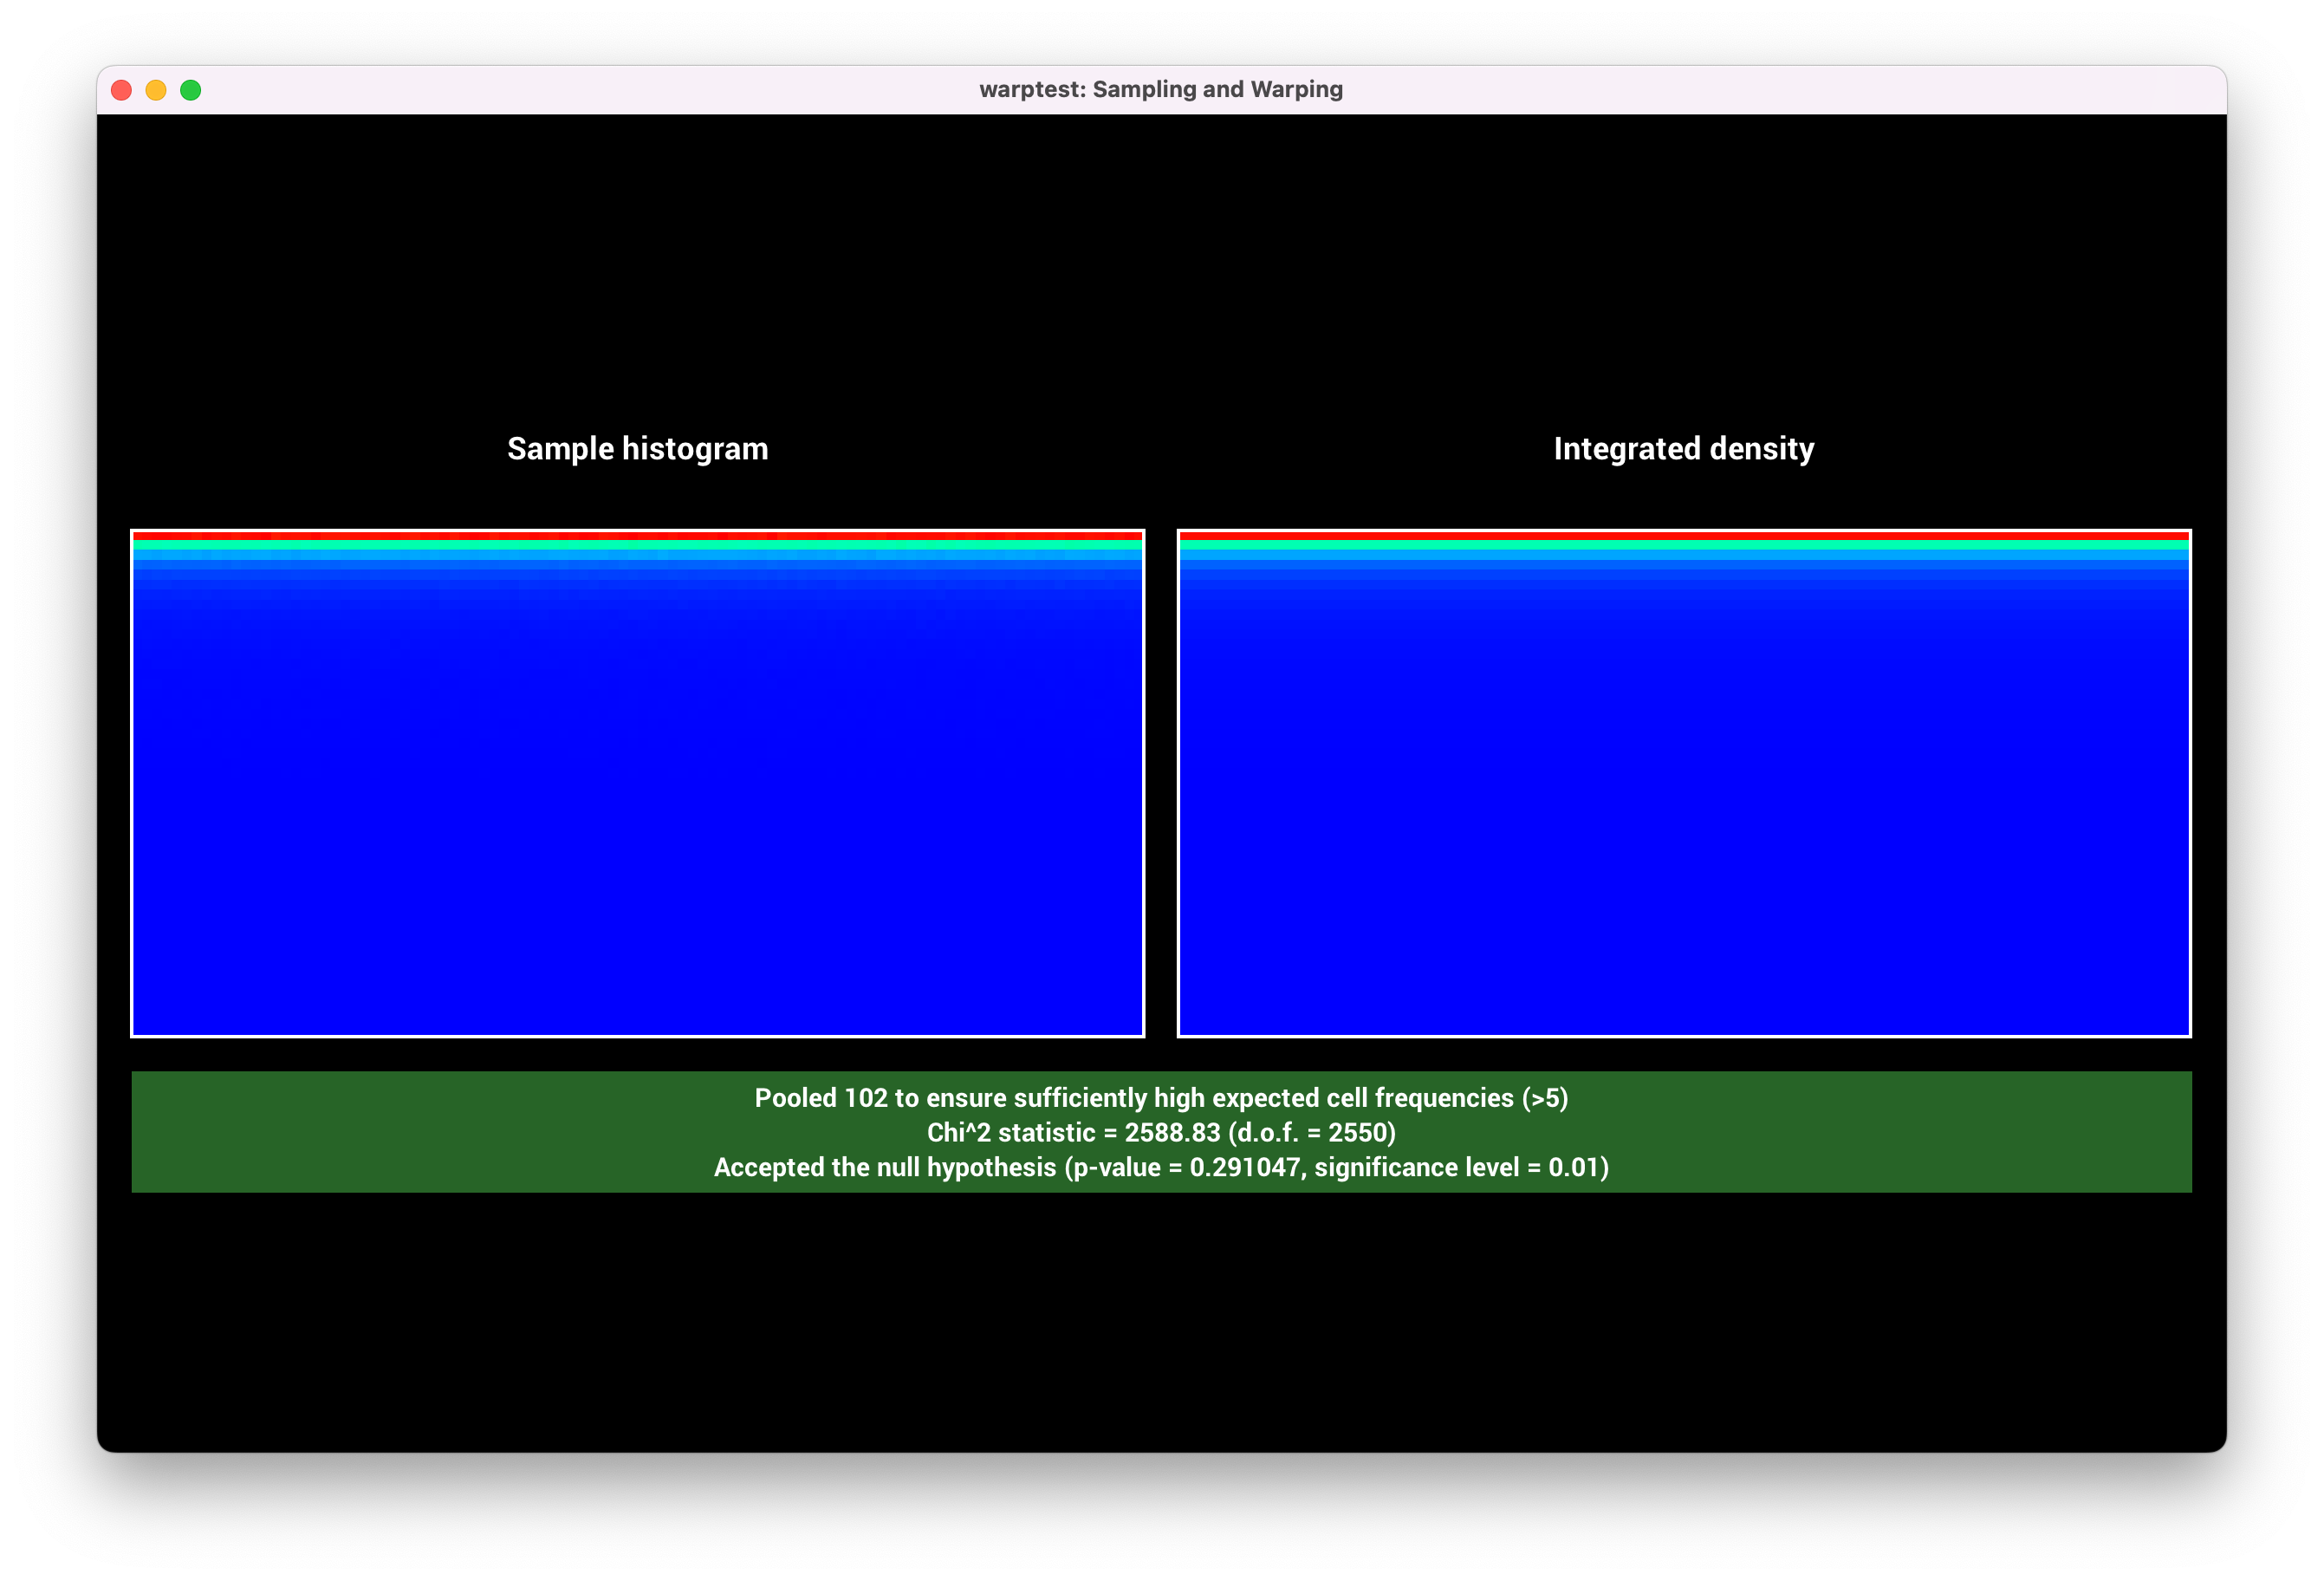 warptest: Sampling and Warping
Sample histogram
Integrated density
Pooled 102 to ensure sufficiently high expected cell frequencies (>5)
Chi^2 statistic = 2588.83 (d.o.f. = 2550)
Accepted the null hypothesis (p-value = 0.291047, significance level = 0.01)